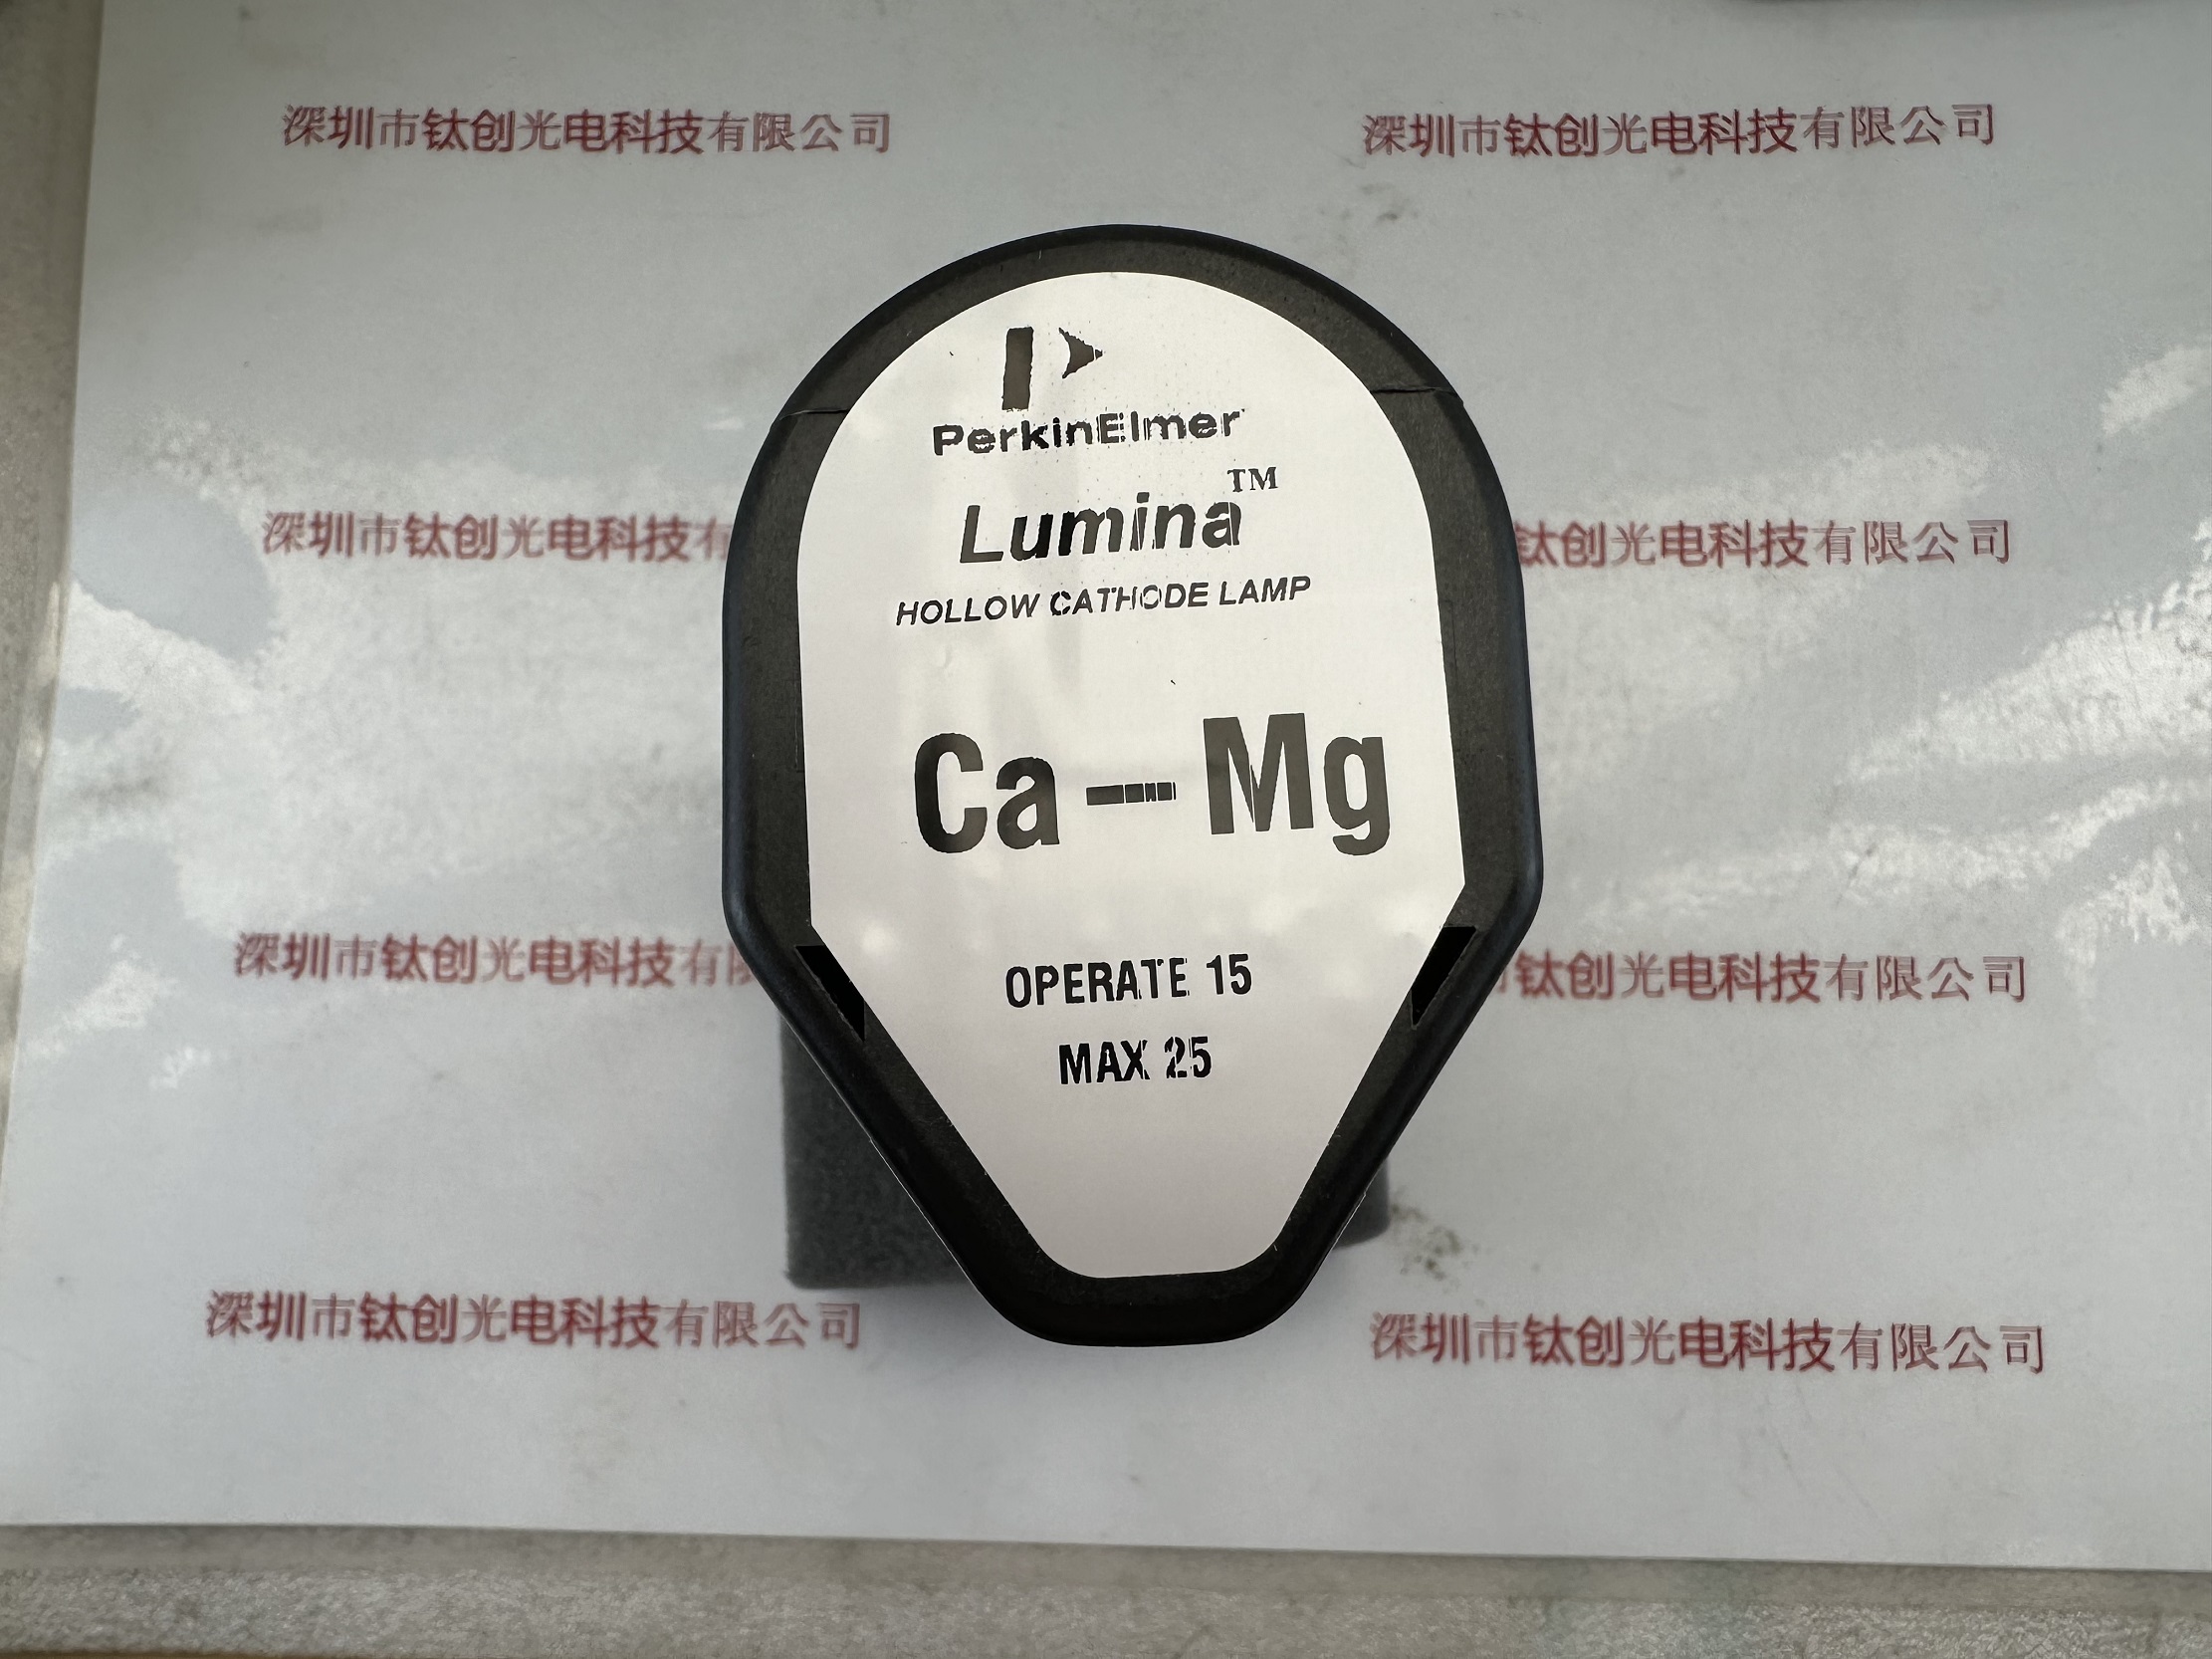 深圳市钛创光电科技有限公司
深圳市钛创光电科技有限公司
PerkinElmer
Lumina™
HOLLOW CATHODE LAMP
深圳市钛创光电科技有
钛创光电科技有限公司
Ca-Mg
深圳市钛创光电科技有
钛创光电科技有限公司
OPERATE 15
MAX 25
深圳市钛创光电科技有限公司
深圳市钛创光电科技有限公司